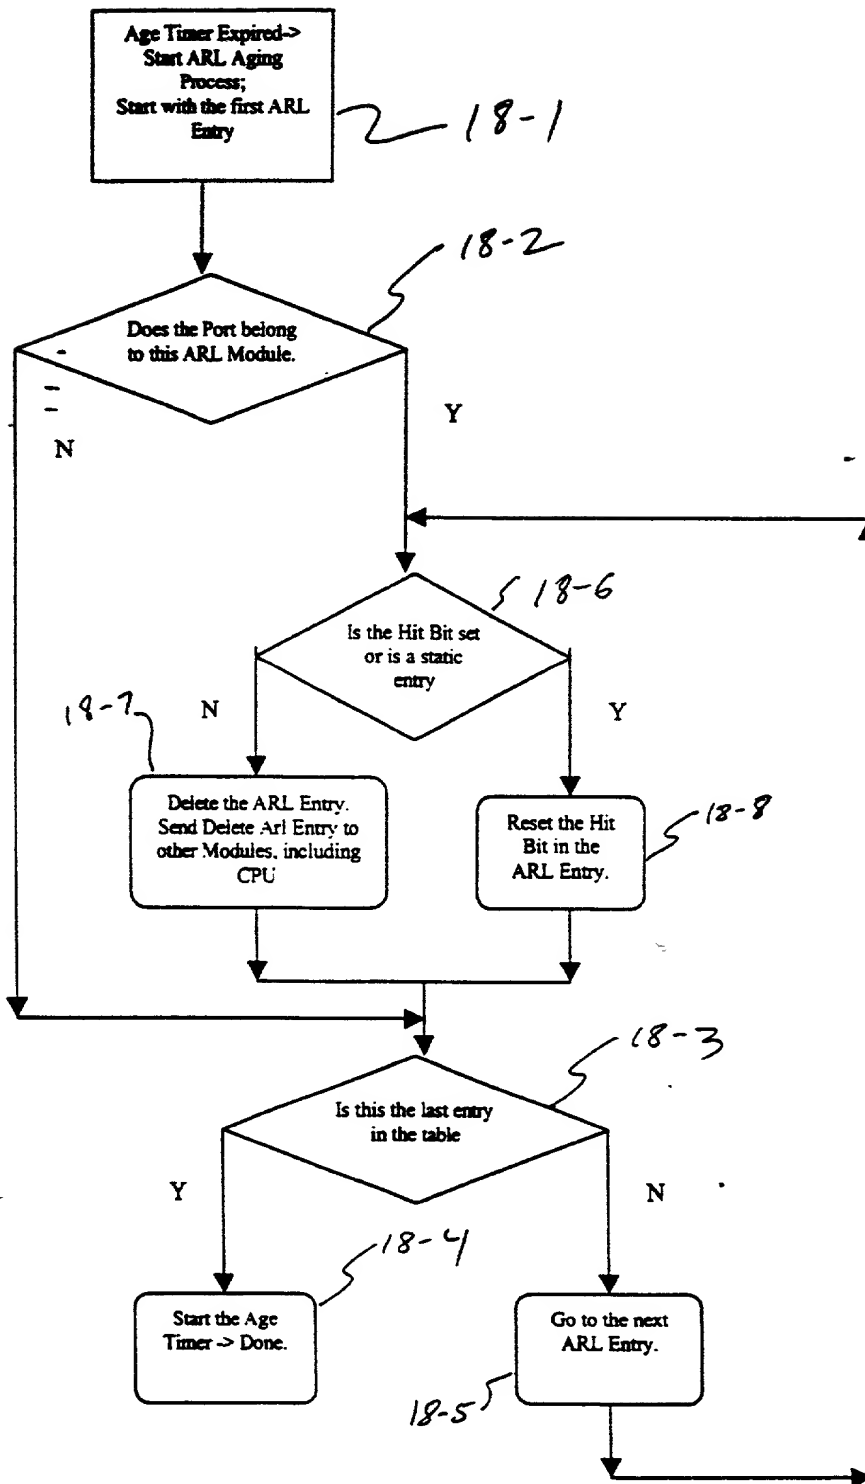 Age Timer Expired->
Start ARL Aging
Process;
Start with the first ARL
Entry
18-1
18-2
Does the Port belong
to this ARL Module.
N
Y
18-6
Is the Hit Bit set
or is a static
entry
18-7
N
Y
Delete the ARL Entry.
Send Delete Arl Entry to
other Modules, including
CPU
Reset the Hit
Bit in the
ARL Entry.
18-8
18-3
Is this the last entry
in the table
Y
N
18-4
Start the Age
Timer -> Done.
Go to the next
ARL Entry.
18-5